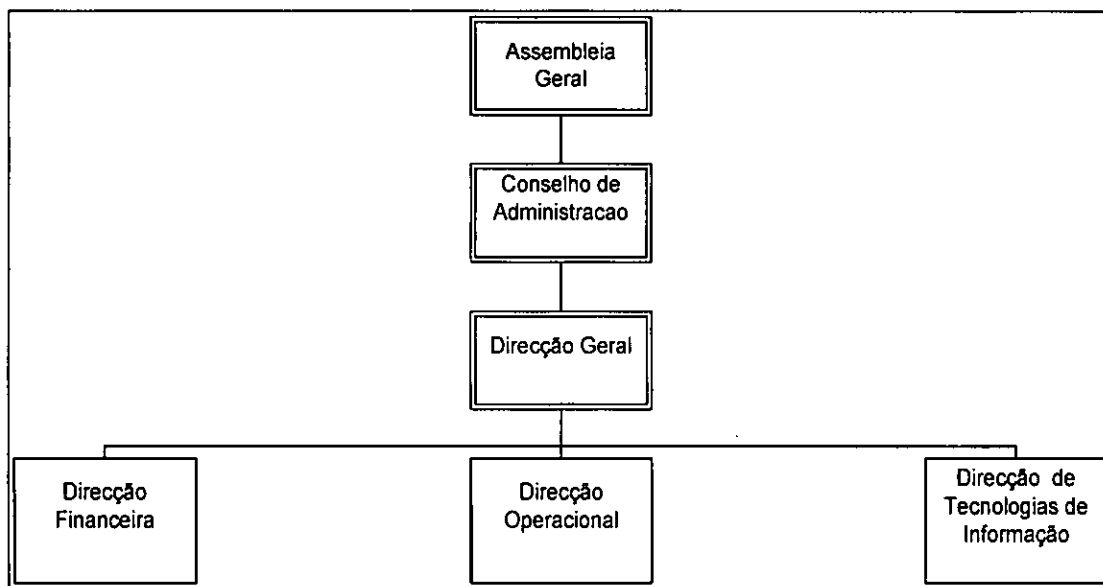 Assembleia
Geral
Conselho de
Administracao
Direcção Geral
Direcção
Financeira
Direcção
Operacional
Direcção de
Tecnologias de
Informação